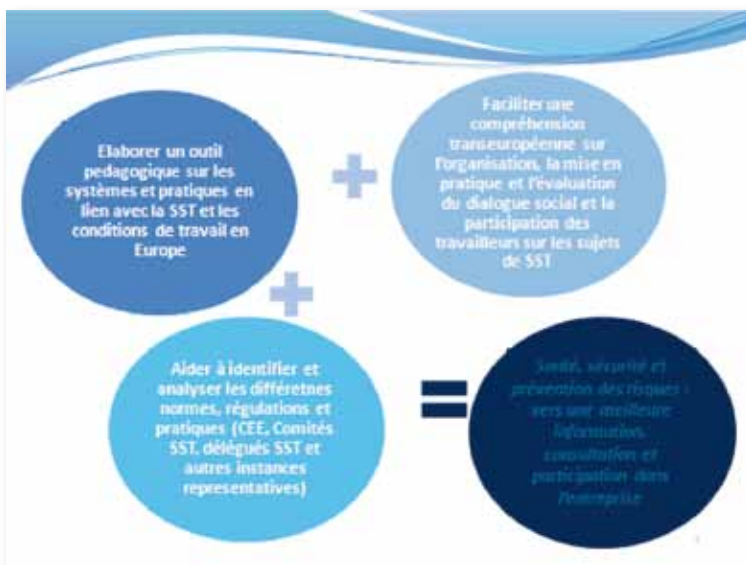 Elaborer un outil
pedagogique sur les
systèmes et pratiques en
lien avec la SST et les
conditions de travail en
Europe
+
Faciliter une
compréhension
transeuropéenne sur
l'organisation, la mise en
pratique et l'évaluation
du dialogue social et la
participation des
travailleurs sur les sujets
de SST
+
Aider à identifier et
analyser les différetnes
normes, régulations et
pratiques (CEE, Comités
SST, délégués SST et
autres instances
representatives)
=
Santé, sécurité et
prévention des risques -
vers une meilleure
information,
consultation et
participation dans
l'entreprise